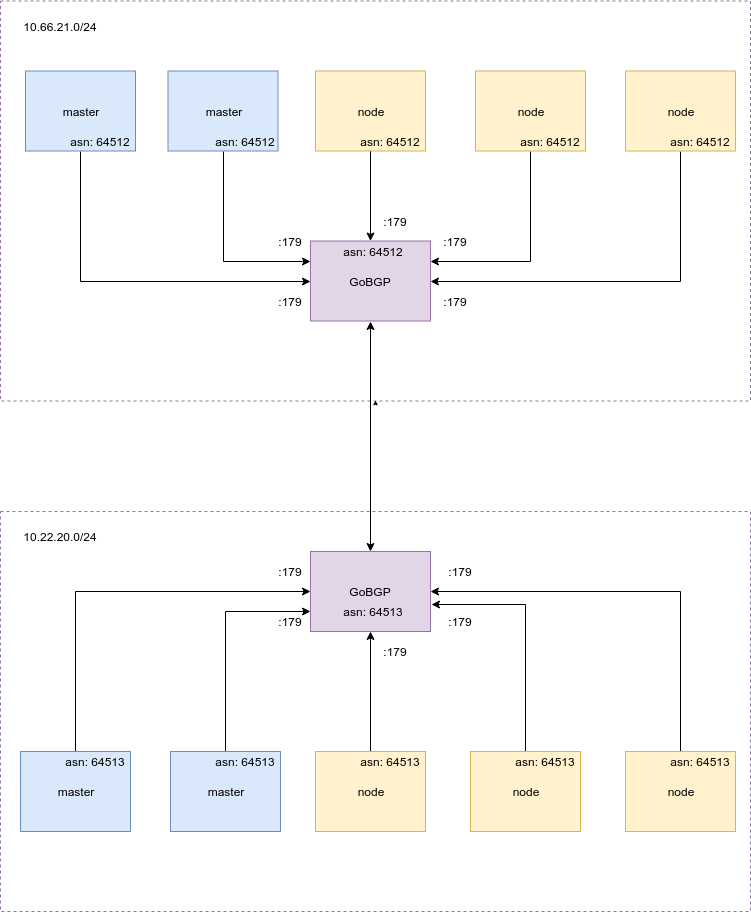 10.66.21.0/24
master
master
node
node
node
asn: 64512
asn: 64512
asn: 64512
asn: 64512
asn: 64512
:179
:179
:179
asn: 64512
GoBGP
:179
:179
10.22.20.0/24
:179
:179
GoBGP
asn: 64513
:179
:179
:179
asn: 64513
asn: 64513
asn: 64513
asn: 64513
asn: 64513
master
master
node
node
node